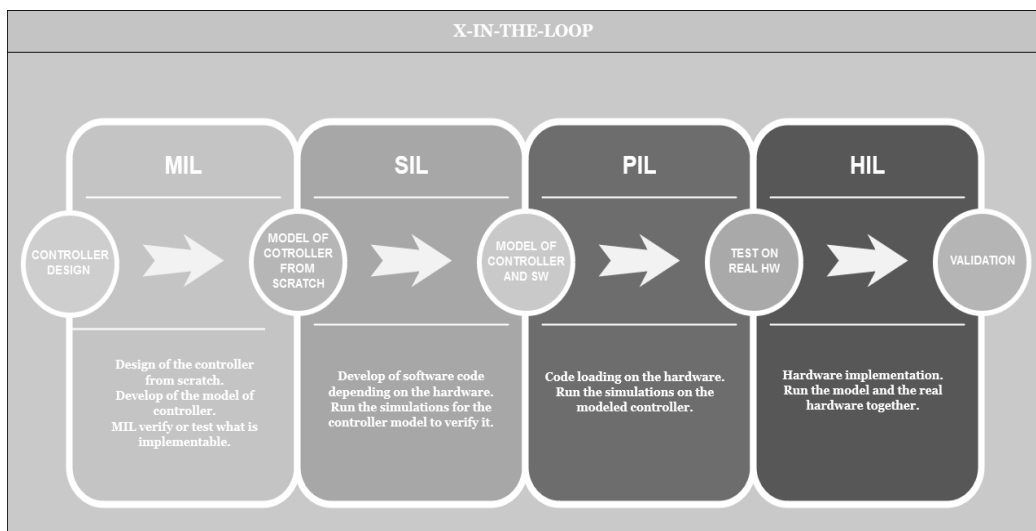 X-IN-THE-LOOP
MIL
SIL
PIL
HIL
CONTROLLER
DESIGN
MODEL OF
COTROLLER
FROM
SCRATCH
MODEL OF
CONTROLLER
AND SW
TEST ON
REAL HW
VALIDATION
Design of the controller
from scratch.
Develop of the model of
controller.
MIL verify or test what is
implementable.
Develop of software code
depending on the hardware.
Run the simulations for the
controller model to verify it.
Code loading on the hardware.
Run the simulations on the
modeled controller.
Hardware implementation.
Run the model and the real
hardware together.